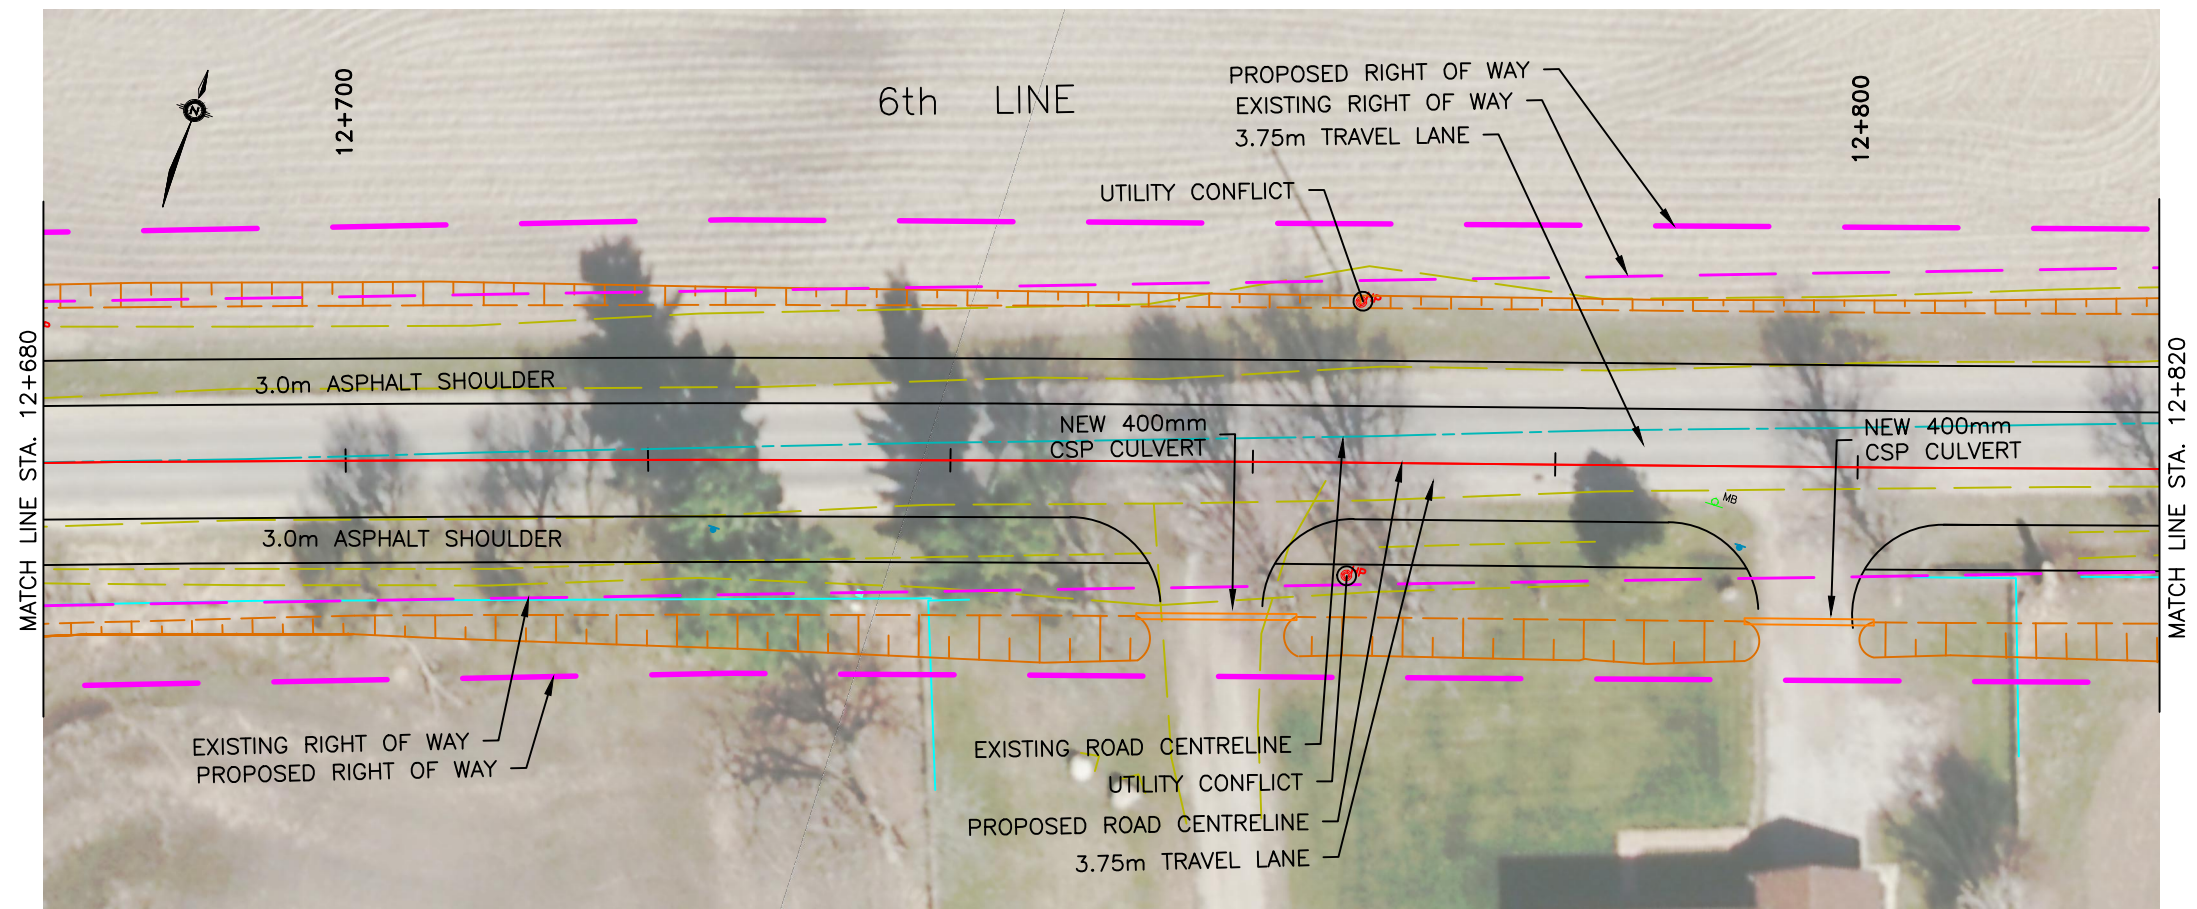 6th LINE
12+700
12+800
PROPOSED RIGHT OF WAY
EXISTING RIGHT OF WAY
3.75m TRAVEL LANE
UTILITY CONFLICT
N
MATCH LINE STA. 12+680
MATCH LINE STA. 12+820
3.0m ASPHALT SHOULDER
NEW 400mm
CSP CULVERT
NEW 400mm
CSP CULVERT
MB
3.0m ASPHALT SHOULDER
EXISTING RIGHT OF WAY
PROPOSED RIGHT OF WAY
EXISTING ROAD CENTRELINE
UTILITY CONFLICT
PROPOSED ROAD CENTRELINE
3.75m TRAVEL LANE